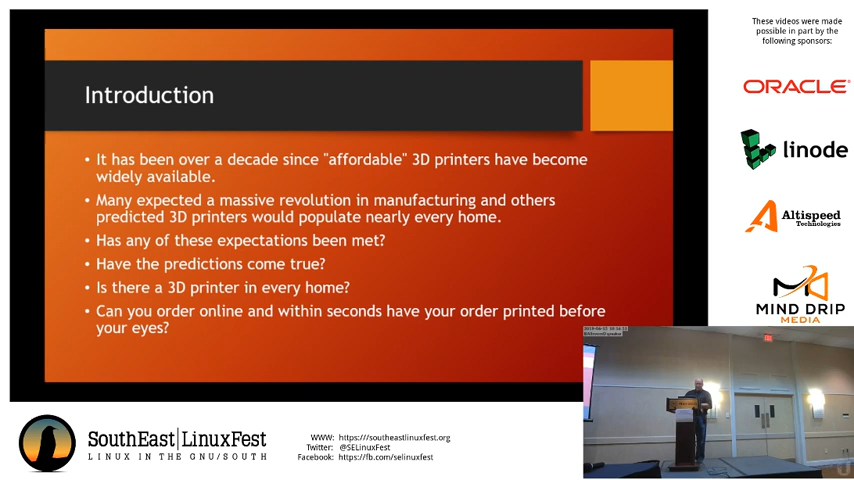 These videos were made
possible in part by the
following sponsors:
Introduction
ORACLE
• It has been over a decade since "affordable" 3D printers have become
widely available.
linode
• Many expected a massive revolution in manufacturing and others
predicted 3D printers would populate nearly every home.
Altispeed
Technologies
• Has any of these expectations been met?
• Have the predictions come true?
• Is there a 3D printer in every home?
• Can you order online and within seconds have your order printed before
your eyes?
MIND DRIP
MEDIA
SouthEast|LinuxFest
LINUX IN THE GNU/SOUTH
WWW: https://southeastlinuxfest.org
Twitter: @SELinuxFest
Facebook: https://fb.com/selinuxfest